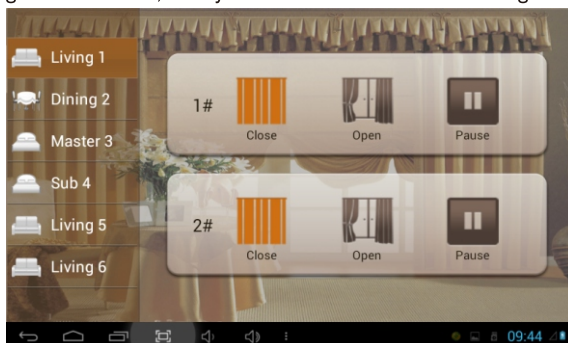 Living 1
Dining 2
Master 3
Sub 4
Living 5
Living 6
1#
Close
Open
Pause
2#
Close
Open
Pause
09:44